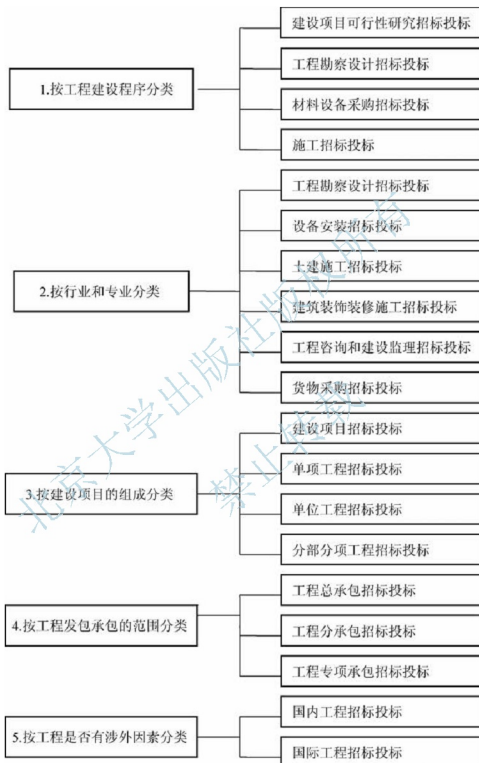 1.按工程建设程序分类
建设项目可行性研究招标投标
工程勘察设计招标投标
材料设备采购招标投标
施工招标投标
2.按行业和专业分类
工程勘察设计招标投标
设备安装招标投标
土建施工招标投标
建筑装饰装修施工招标投标
工程咨询和建设监理招标投标
货物采购招标投标
3.按建设项目的组成分类
建设项目招标投标
单项工程招标投标
单位工程招标投标
分部分项工程招标投标
4.按工程发包承包的范围分类
工程总承包招标投标
工程分承包招标投标
工程专项承包招标投标
5.按工程是否有涉外因素分类
国内工程招标投标
国际工程招标投标
北京大学出版社版权所有
禁止转载